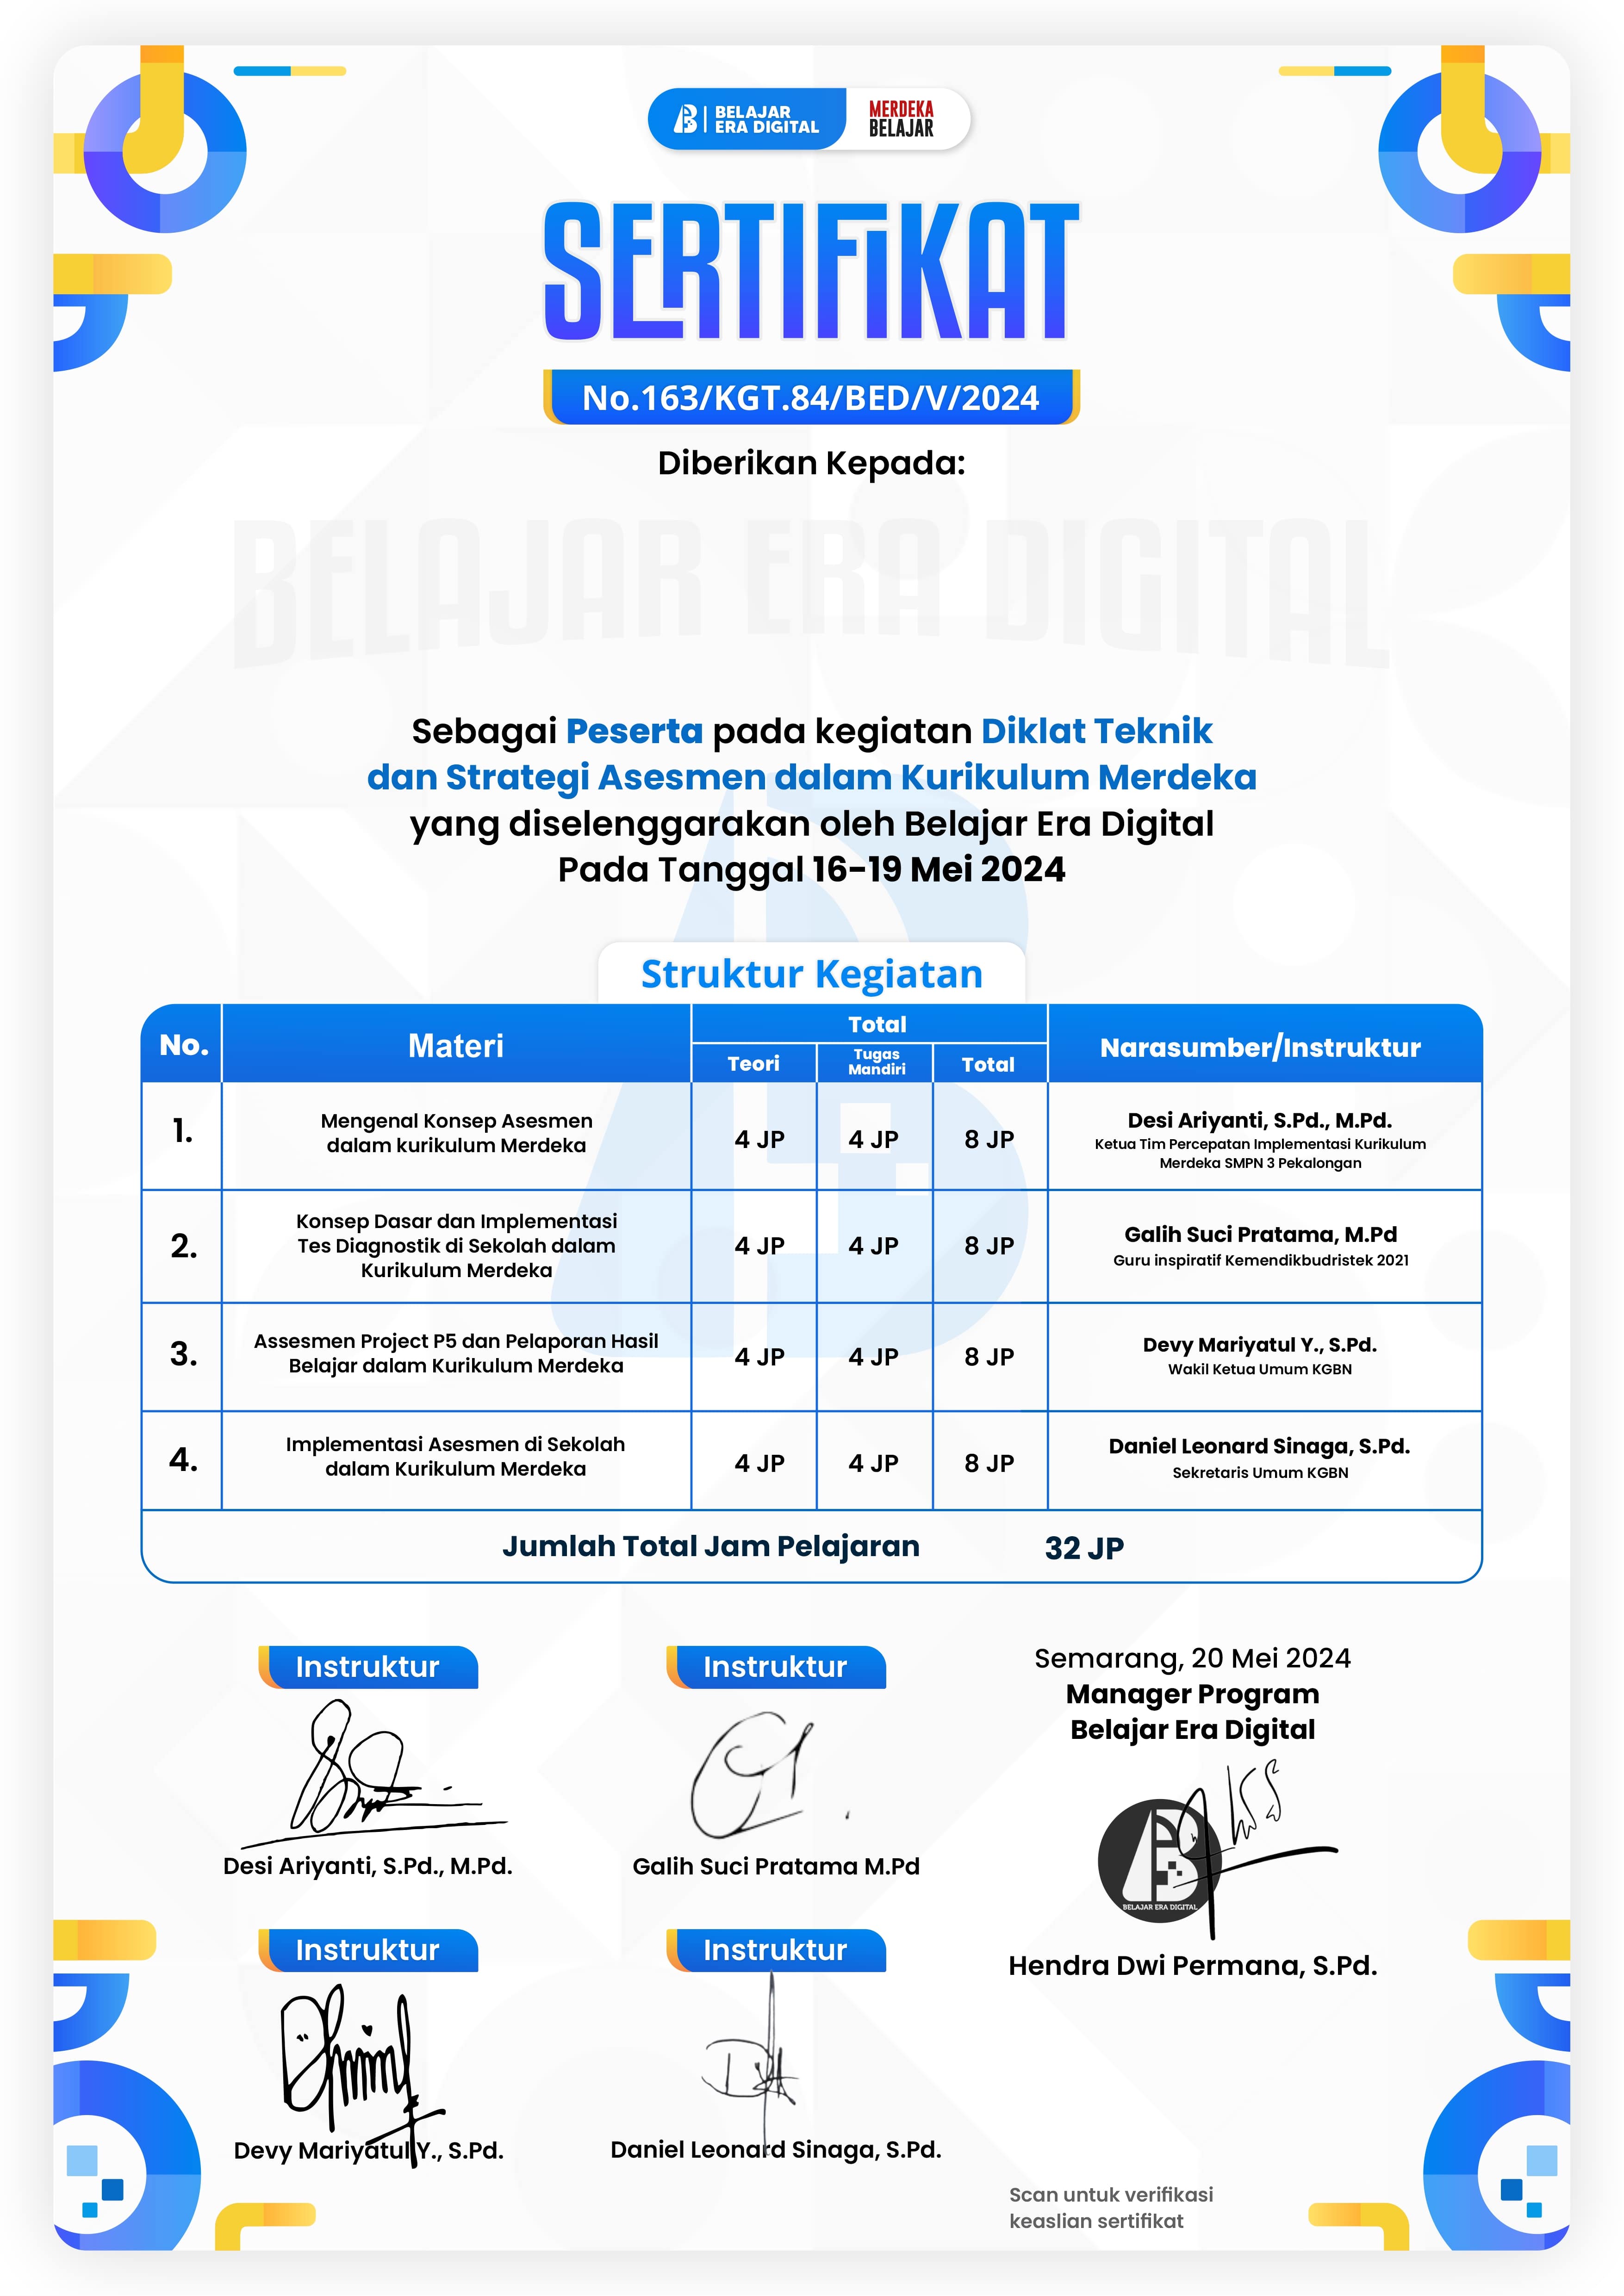 BELAJAR
ERA DIGITAL
MERDEKA
BELAJAR
SERTIFIKAT
No.163/KGT.84/BED/V/2024
Diberikan Kepada:
BELAJAR ERA DIGITAL
Sebagai Peserta pada kegiatan Diklat Teknik
dan Strategi Asesmen dalam Kurikulum Merdeka
yang diselenggarakan oleh Belajar Era Digital
Pada Tanggal 16-19 Mei 2024
Struktur Kegiatan
No. Materi Total Narasumber/Instruktur
Teori Tugas Mandiri Total
1. Mengenal Konsep Asesmen
dalam kurikulum Merdeka
4 JP 4 JP 8 JP
Desi Ariyanti, S.Pd., M.Pd.
Ketua Tim Percepatan Implementasi Kurikulum
Merdeka SMPN 3 Pekalongan
2. Konsep Dasar dan Implementasi
Tes Diagnostik di Sekolah dalam
Kurikulum Merdeka
4 JP 4 JP 8 JP
Galih Suci Pratama, M.Pd
Guru inspiratif Kemendikbudristek 2021
3. Assesmen Project P5 dan Pelaporan Hasil
Belajar dalam Kurikulum Merdeka
4 JP 4 JP 8 JP
Devy Mariyatul Y., S.Pd.
Wakil Ketua Umum KGBN
4. Implementasi Asesmen di Sekolah
dalam Kurikulum Merdeka
4 JP 4 JP 8 JP
Daniel Leonard Sinaga, S.Pd.
Sekretaris Umum KGBN
Jumlah Total Jam Pelajaran 32 JP
Instruktur
Desi Ariyanti, S.Pd., M.Pd.
Instruktur
Galih Suci Pratama M.Pd
Semarang, 20 Mei 2024
Manager Program
Belajar Era Digital
BELAJAR ERA DIGITAL
Hendra Dwi Permana, S.Pd.
Instruktur
Devy Mariyatul Y., S.Pd.
Instruktur
Daniel Leonard Sinaga, S.Pd.
Scan untuk verifikasi
keaslian sertifikat